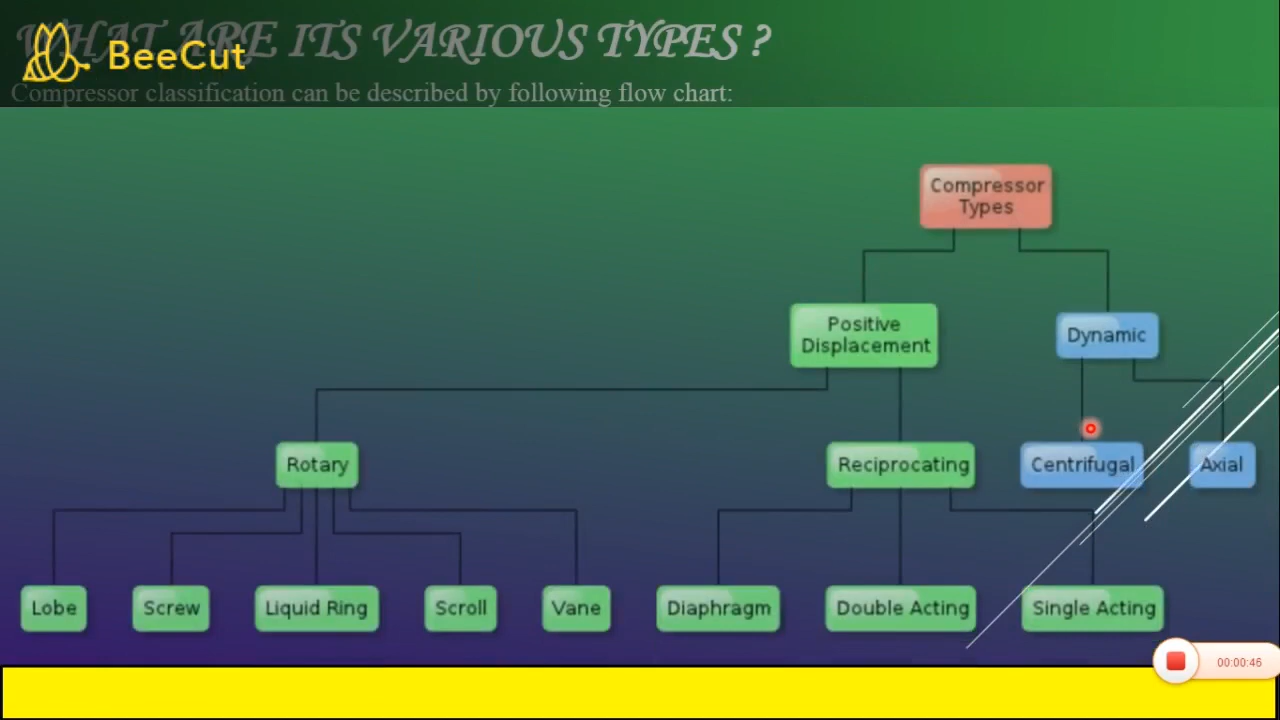 WHAT ARE ITS VARIOUS TYPES ?
BeeCut
Compressor classification can be described by following flow chart:
Compressor
Types
Positive
Displacement
Dynamic
Rotary
Reciprocating
Centrifugal
Axial
Lobe
Screw
Liquid Ring
Scroll
Vane
Diaphragm
Double Acting
Single Acting
00:00:46